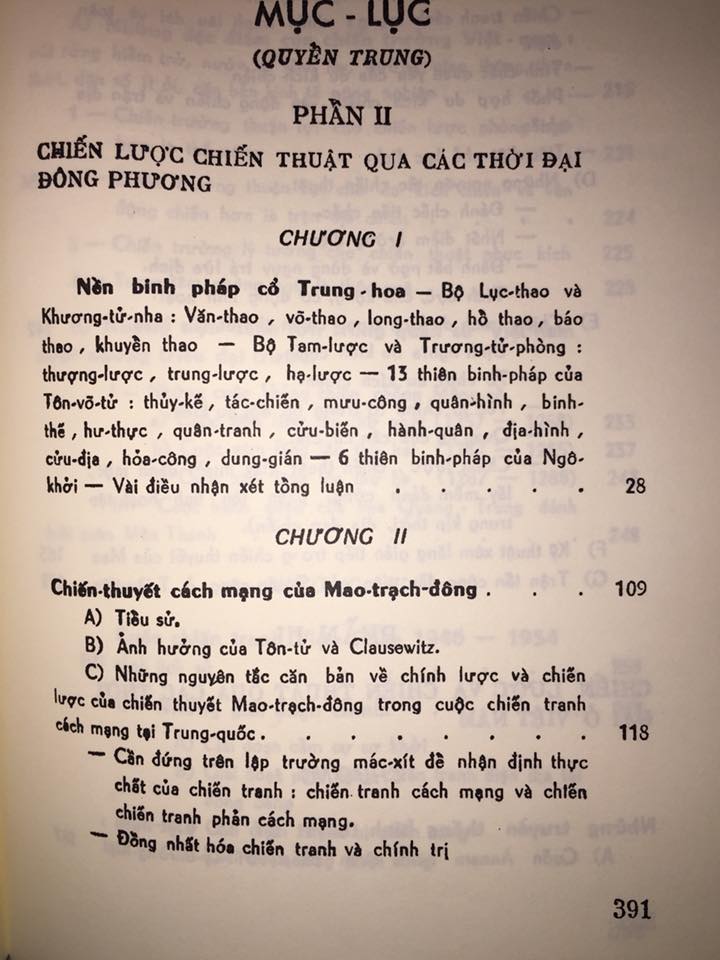 MỤC - LỤC
(QUYỀN TRUNG)
PHẦN II
CHIẾN LƯỢC CHIẾN THUẬT QUA CÁC THỜI ĐẠI
ĐÔNG PHƯƠNG
CHƯƠNG I
Nền binh pháp cổ Trung-hoa — Bộ Lục-thao và
Khương-tử-nha : Văn-thao , võ-thao , long-thao , hồ thao , báo
thao , khuyền thao — Bộ Tam-lược và Trương-tử-phòng :
thượng-lược , trung-lược , hạ-lược — 13 thiên binh-pháp của
Tôn-võ-tử : thủy-kế , tác-chiến , mưu-công , quân-hình , binh-
thế , hư-thực , quân-tranh , cửu-biến , hành-quân , địa-hình ,
cửu-địa , hỏa-công , dung-gián — 6 thiên binh-pháp của Ngô-
khởi — Vài điều nhận xét tổng luận . . . . . 28
CHƯƠNG II
Chiến-thuyết cách mạng của Mao-trạch-đông . . . 109
A) Tiểu sử.
B) Ảnh hưởng của Tôn-tử và Clausewitz.
C) Những nguyên tắc căn bản về chính lược và chiến
lược của chiến thuyết Mao-trạch-đông trong cuộc chiến tranh
cách mạng tại Trung-quốc . . . . . . . . 118
— Cần đứng trên lập trường mác-xít để nhận định thực
chất của chiến tranh : chiến tranh cách mạng và chiến
chiến tranh phản cách mạng.
— Đồng nhất hóa chiến tranh và chính trị
391